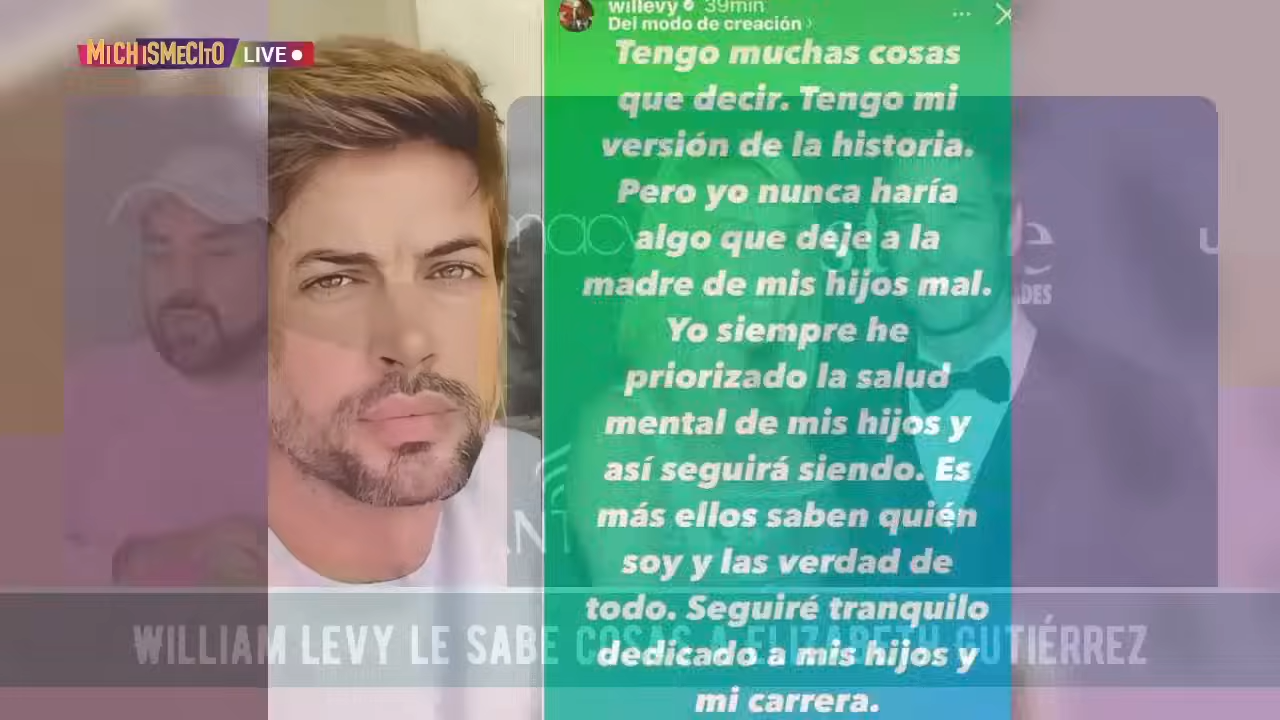 MICHISMECITO LIVE
willevy 39min
Del modo de creación
Tengo muchas cosas
que decir. Tengo mi
versión de la historia.
Pero yo nunca haría
algo que deje a la
madre de mis hijos mal.
Yo siempre he
priorizado la salud
mental de mis hijos y
así seguirá siendo. Es
más ellos saben quién
soy y las verdad de
todo. Seguiré tranquilo
dedicado a mis hijos y
mi carrera.
WILLIAM LEVY LE SABE COSAS A ELIZABETH GUTIÉRREZ